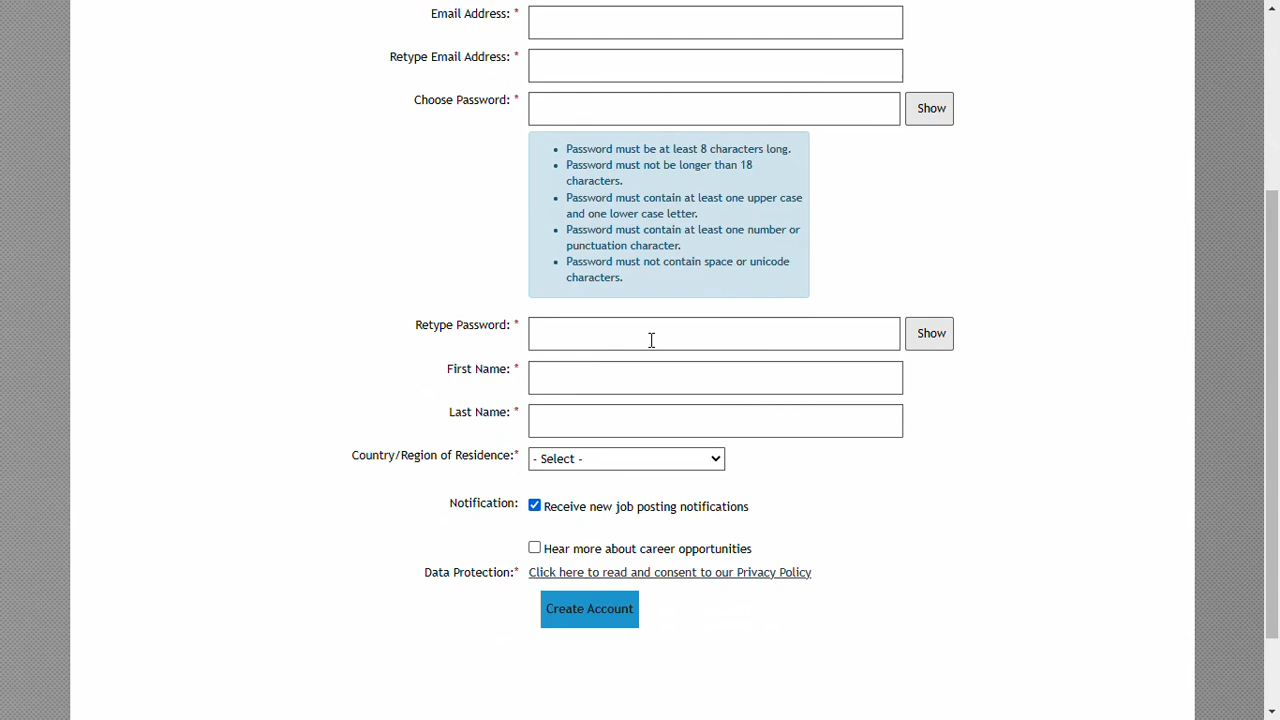 Email Address: *
Retype Email Address: *
Choose Password: *
Show
• Password must be at least 8 characters long.
• Password must not be longer than 18
characters.
• Password must contain at least one upper case
and one lower case letter.
• Password must contain at least one number or
punctuation character.
• Password must not contain space or unicode
characters.
Retype Password: *
Show
First Name: *
Last Name: *
Country/Region of Residence:*
- Select -
Notification:
Receive new job posting notifications
Hear more about career opportunities
Data Protection:*
Click here to read and consent to our Privacy Policy
Create Account